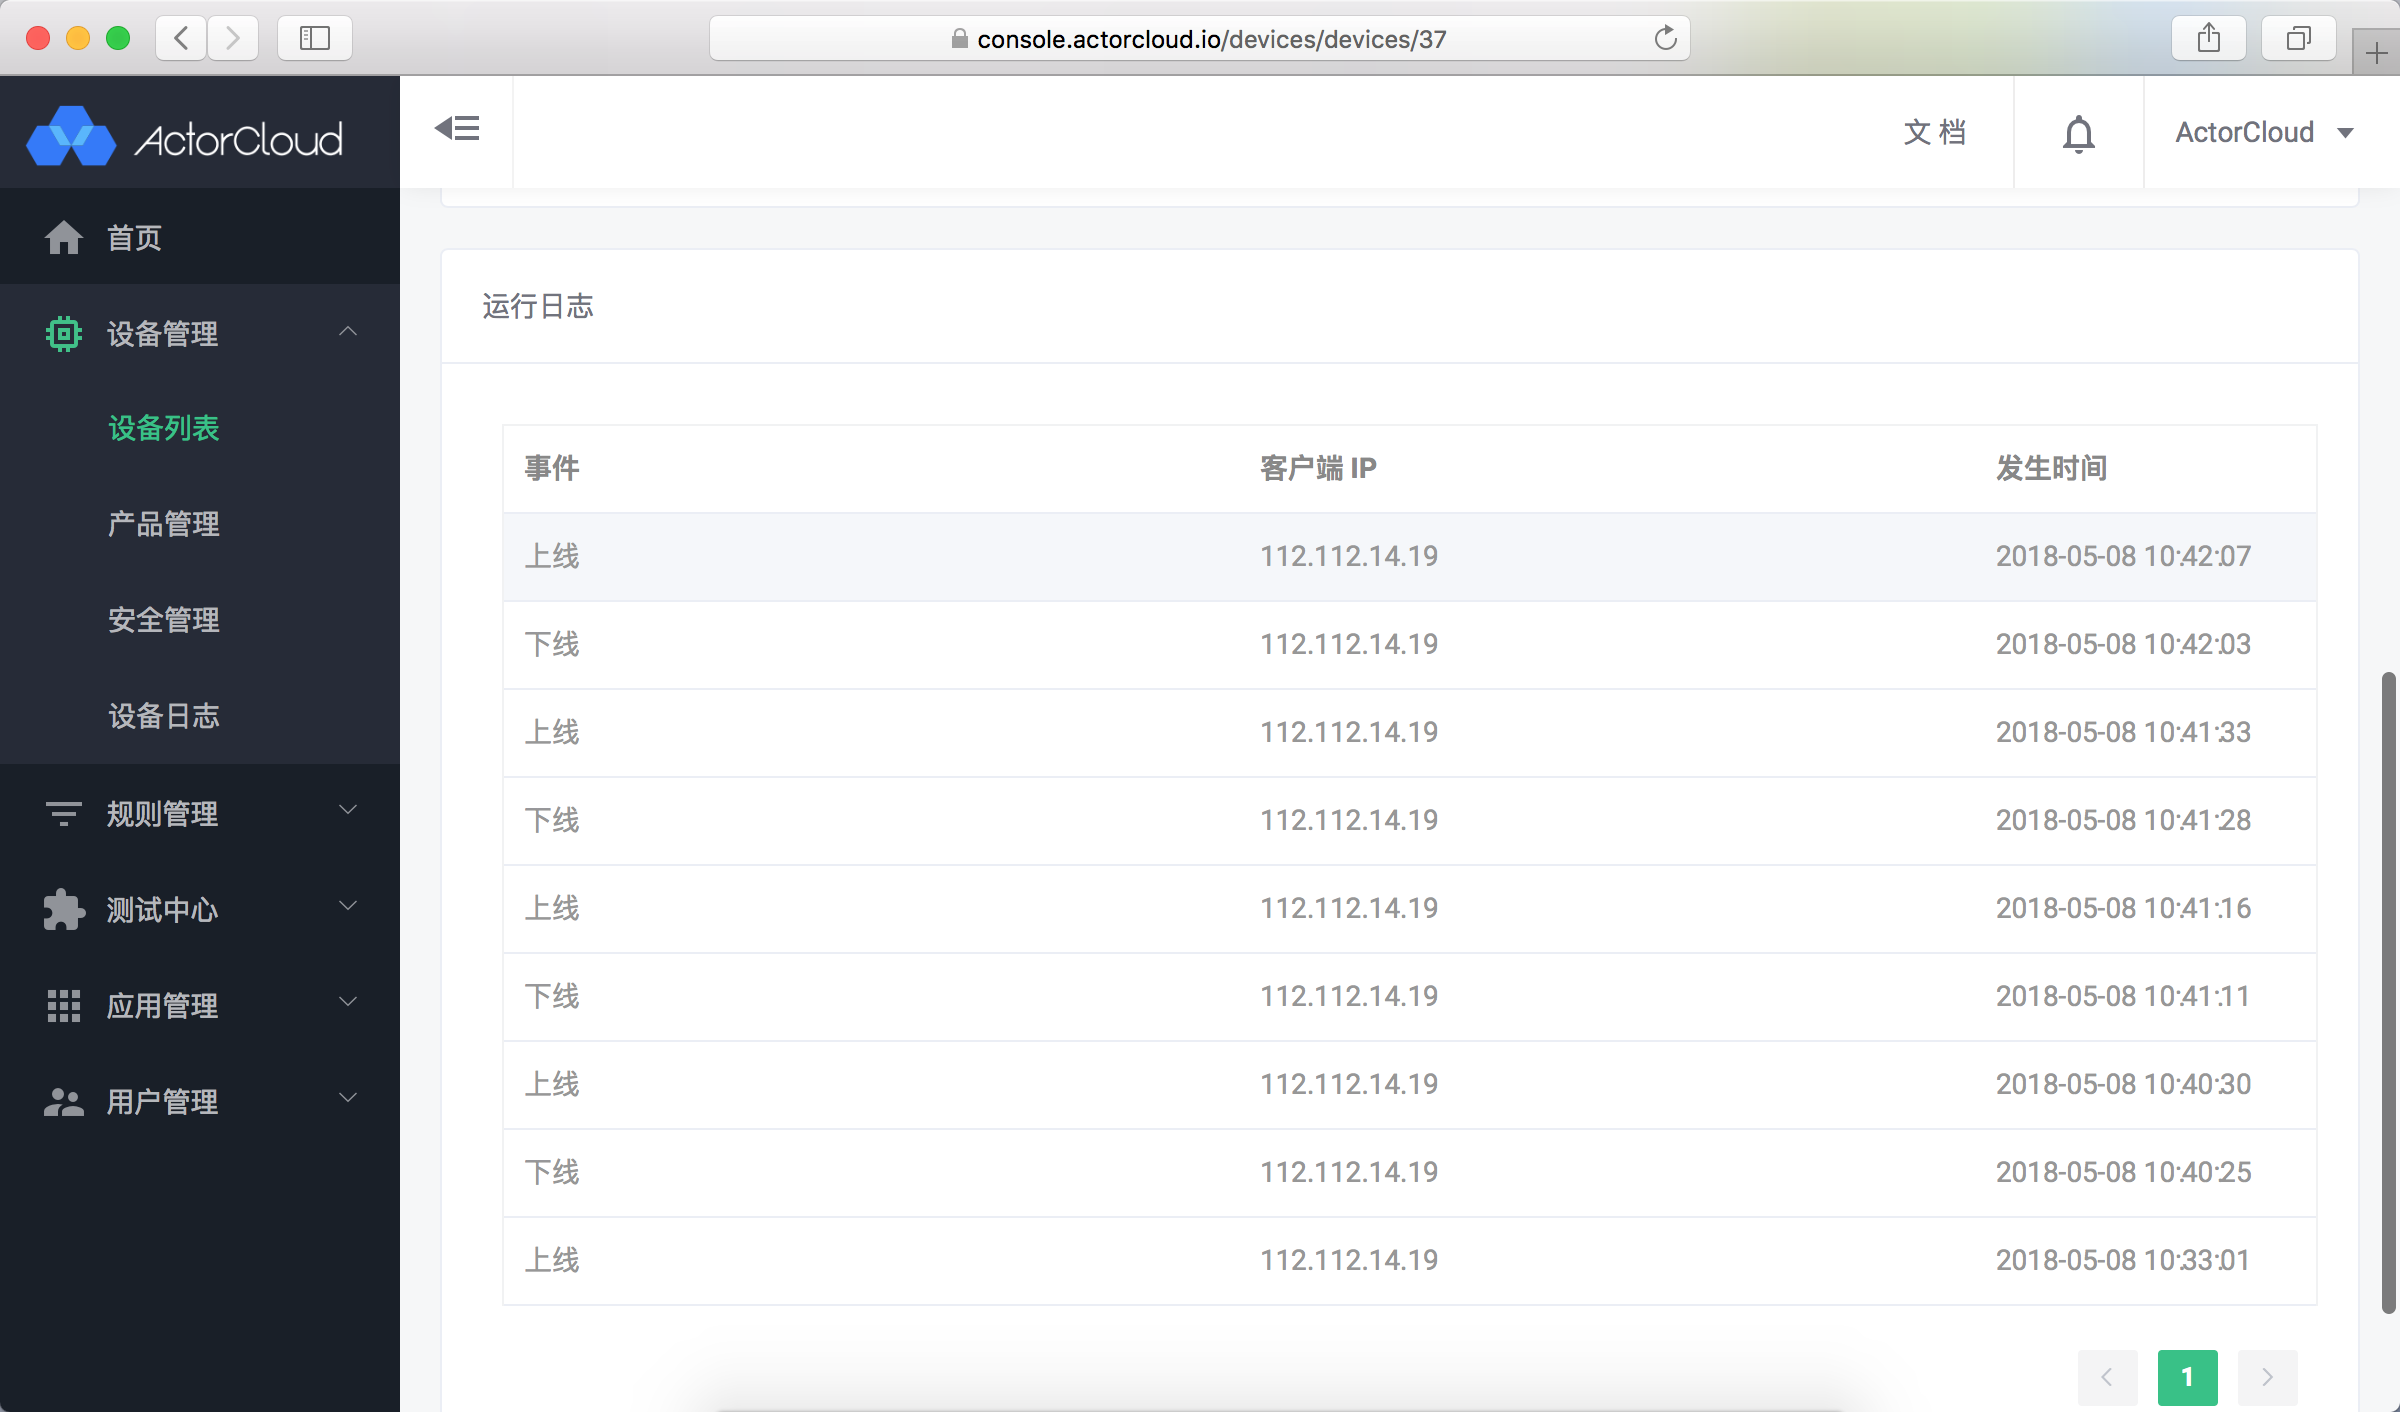 console.actorcloud.io/devices/devices/37
ActorCloud
文 档
ActorCloud
首页
设备管理
设备列表
产品管理
安全管理
设备日志
规则管理
测试中心
应用管理
用户管理
运行日志
事件 客户端 IP 发生时间
上线 112.112.14.19 2018-05-08 10:42:07
下线 112.112.14.19 2018-05-08 10:42:03
上线 112.112.14.19 2018-05-08 10:41:33
下线 112.112.14.19 2018-05-08 10:41:28
上线 112.112.14.19 2018-05-08 10:41:16
下线 112.112.14.19 2018-05-08 10:41:11
上线 112.112.14.19 2018-05-08 10:40:30
下线 112.112.14.19 2018-05-08 10:40:25
上线 112.112.14.19 2018-05-08 10:33:01
1